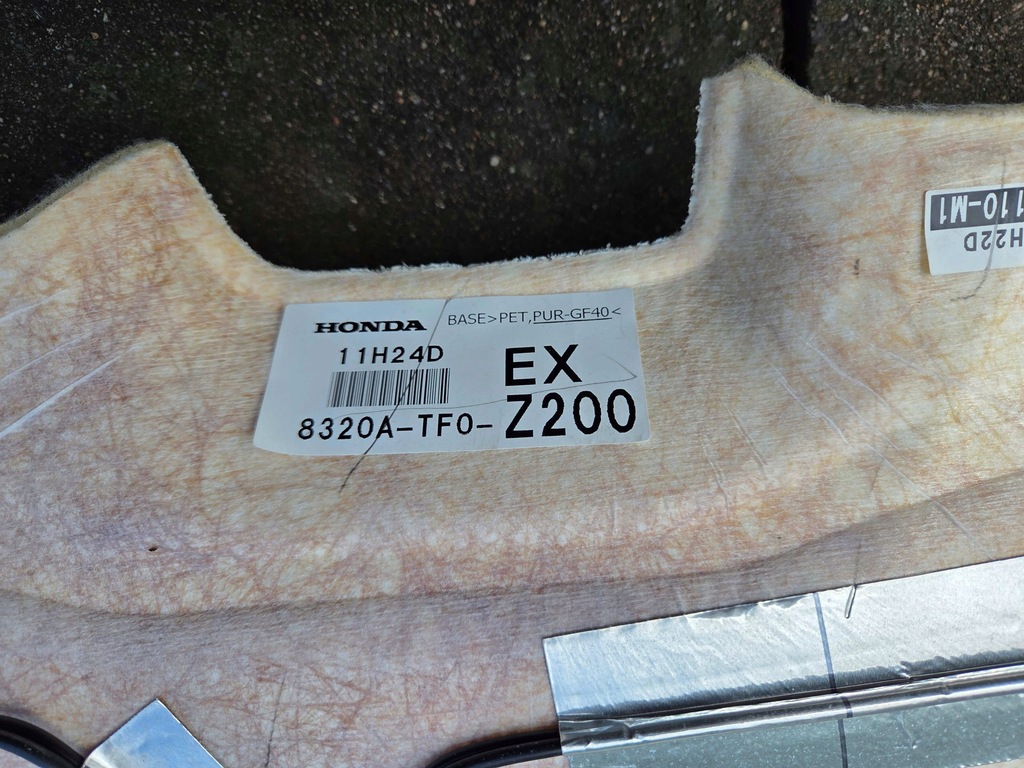 HONDA BASE>PET,PUR-GF40<
11H24D
EX
8320A-TF0-Z200
110-M1
H22D